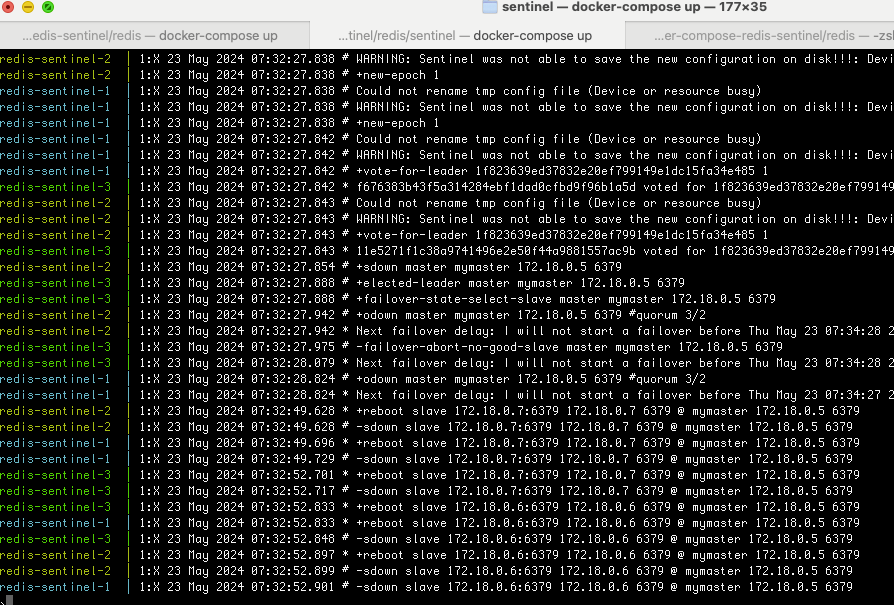 sentinel — docker-compose up — 177×35
...edis-sentinel/redis — docker-compose up
...tinel/redis/sentinel — docker-compose up
...er-compose-redis-sentinel/redis — -zsl
redis-sentinel-2 | 1:X 23 May 2024 07:32:27.838 # WARNING: Sentinel was not able to save the new configuration on disk!!!: Devi
redis-sentinel-2 | 1:X 23 May 2024 07:32:27.838 # +new-epoch 1
redis-sentinel-1 | 1:X 23 May 2024 07:32:27.838 # Could not rename tmp config file (Device or resource busy)
redis-sentinel-1 | 1:X 23 May 2024 07:32:27.838 # WARNING: Sentinel was not able to save the new configuration on disk!!!: Devi
redis-sentinel-1 | 1:X 23 May 2024 07:32:27.838 # +new-epoch 1
redis-sentinel-1 | 1:X 23 May 2024 07:32:27.842 # Could not rename tmp config file (Device or resource busy)
redis-sentinel-1 | 1:X 23 May 2024 07:32:27.842 # WARNING: Sentinel was not able to save the new configuration on disk!!!: Devi
redis-sentinel-1 | 1:X 23 May 2024 07:32:27.842 # +vote-for-leader 1f823639ed37832e20ef799149e1dc15fa34e485 1
redis-sentinel-3 | 1:X 23 May 2024 07:32:27.842 * f676383b43f5a314284ebf1dad0cfbd9f96b1a5d voted for 1f823639ed37832e20ef799149
redis-sentinel-2 | 1:X 23 May 2024 07:32:27.843 # Could not rename tmp config file (Device or resource busy)
redis-sentinel-2 | 1:X 23 May 2024 07:32:27.843 # WARNING: Sentinel was not able to save the new configuration on disk!!!: Devi
redis-sentinel-2 | 1:X 23 May 2024 07:32:27.843 # +vote-for-leader 1f823639ed37832e20ef799149e1dc15fa34e485 1
redis-sentinel-3 | 1:X 23 May 2024 07:32:27.843 * 11e5271f1c38a9741496e2e50f44a9881557ac9b voted for 1f823639ed37832e20ef799149
redis-sentinel-2 | 1:X 23 May 2024 07:32:27.854 # +sdown master mymaster 172.18.0.5 6379
redis-sentinel-3 | 1:X 23 May 2024 07:32:27.888 # +elected-leader master mymaster 172.18.0.5 6379
redis-sentinel-3 | 1:X 23 May 2024 07:32:27.888 # +failover-state-select-slave master mymaster 172.18.0.5 6379
redis-sentinel-2 | 1:X 23 May 2024 07:32:27.942 # +odown master mymaster 172.18.0.5 6379 #quorum 3/2
redis-sentinel-2 | 1:X 23 May 2024 07:32:27.942 * Next failover delay: I will not start a failover before Thu May 23 07:34:28 2
redis-sentinel-3 | 1:X 23 May 2024 07:32:27.975 # -failover-abort-no-good-slave master mymaster 172.18.0.5 6379
redis-sentinel-3 | 1:X 23 May 2024 07:32:28.079 * Next failover delay: I will not start a failover before Thu May 23 07:34:28 2
redis-sentinel-1 | 1:X 23 May 2024 07:32:28.824 # +odown master mymaster 172.18.0.5 6379 #quorum 3/2
redis-sentinel-1 | 1:X 23 May 2024 07:32:28.824 * Next failover delay: I will not start a failover before Thu May 23 07:34:27 2
redis-sentinel-2 | 1:X 23 May 2024 07:32:49.628 * +reboot slave 172.18.0.7:6379 172.18.0.7 6379 @ mymaster 172.18.0.5 6379
redis-sentinel-2 | 1:X 23 May 2024 07:32:49.628 # -sdown slave 172.18.0.7:6379 172.18.0.7 6379 @ mymaster 172.18.0.5 6379
redis-sentinel-1 | 1:X 23 May 2024 07:32:49.696 * +reboot slave 172.18.0.7:6379 172.18.0.7 6379 @ mymaster 172.18.0.5 6379
redis-sentinel-1 | 1:X 23 May 2024 07:32:49.729 # -sdown slave 172.18.0.7:6379 172.18.0.7 6379 @ mymaster 172.18.0.5 6379
redis-sentinel-3 | 1:X 23 May 2024 07:32:52.701 * +reboot slave 172.18.0.7:6379 172.18.0.7 6379 @ mymaster 172.18.0.5 6379
redis-sentinel-3 | 1:X 23 May 2024 07:32:52.717 # -sdown slave 172.18.0.7:6379 172.18.0.7 6379 @ mymaster 172.18.0.5 6379
redis-sentinel-3 | 1:X 23 May 2024 07:32:52.833 * +reboot slave 172.18.0.6:6379 172.18.0.6 6379 @ mymaster 172.18.0.5 6379
redis-sentinel-1 | 1:X 23 May 2024 07:32:52.833 * +reboot slave 172.18.0.6:6379 172.18.0.6 6379 @ mymaster 172.18.0.5 6379
redis-sentinel-3 | 1:X 23 May 2024 07:32:52.848 # -sdown slave 172.18.0.6:6379 172.18.0.6 6379 @ mymaster 172.18.0.5 6379
redis-sentinel-2 | 1:X 23 May 2024 07:32:52.897 * +reboot slave 172.18.0.6:6379 172.18.0.6 6379 @ mymaster 172.18.0.5 6379
redis-sentinel-2 | 1:X 23 May 2024 07:32:52.899 # -sdown slave 172.18.0.6:6379 172.18.0.6 6379 @ mymaster 172.18.0.5 6379
redis-sentinel-1 | 1:X 23 May 2024 07:32:52.901 # -sdown slave 172.18.0.6:6379 172.18.0.6 6379 @ mymaster 172.18.0.5 6379